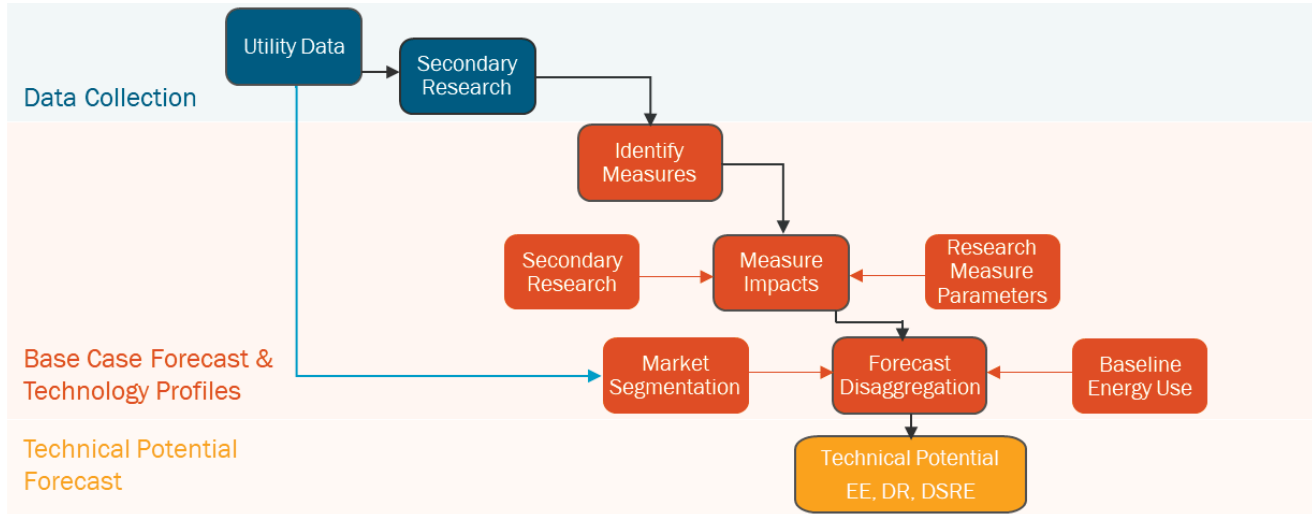 Utility Data
Secondary
Research
Data Collection
Identify
Measures
Secondary
Research
Measure
Impacts
Research
Measure
Parameters
Base Case Forecast &
Technology Profiles
Market
Segmentation
Forecast
Disaggregation
Baseline
Energy Use
Technical Potential
Forecast
Technical Potential
EE, DR, DSRE